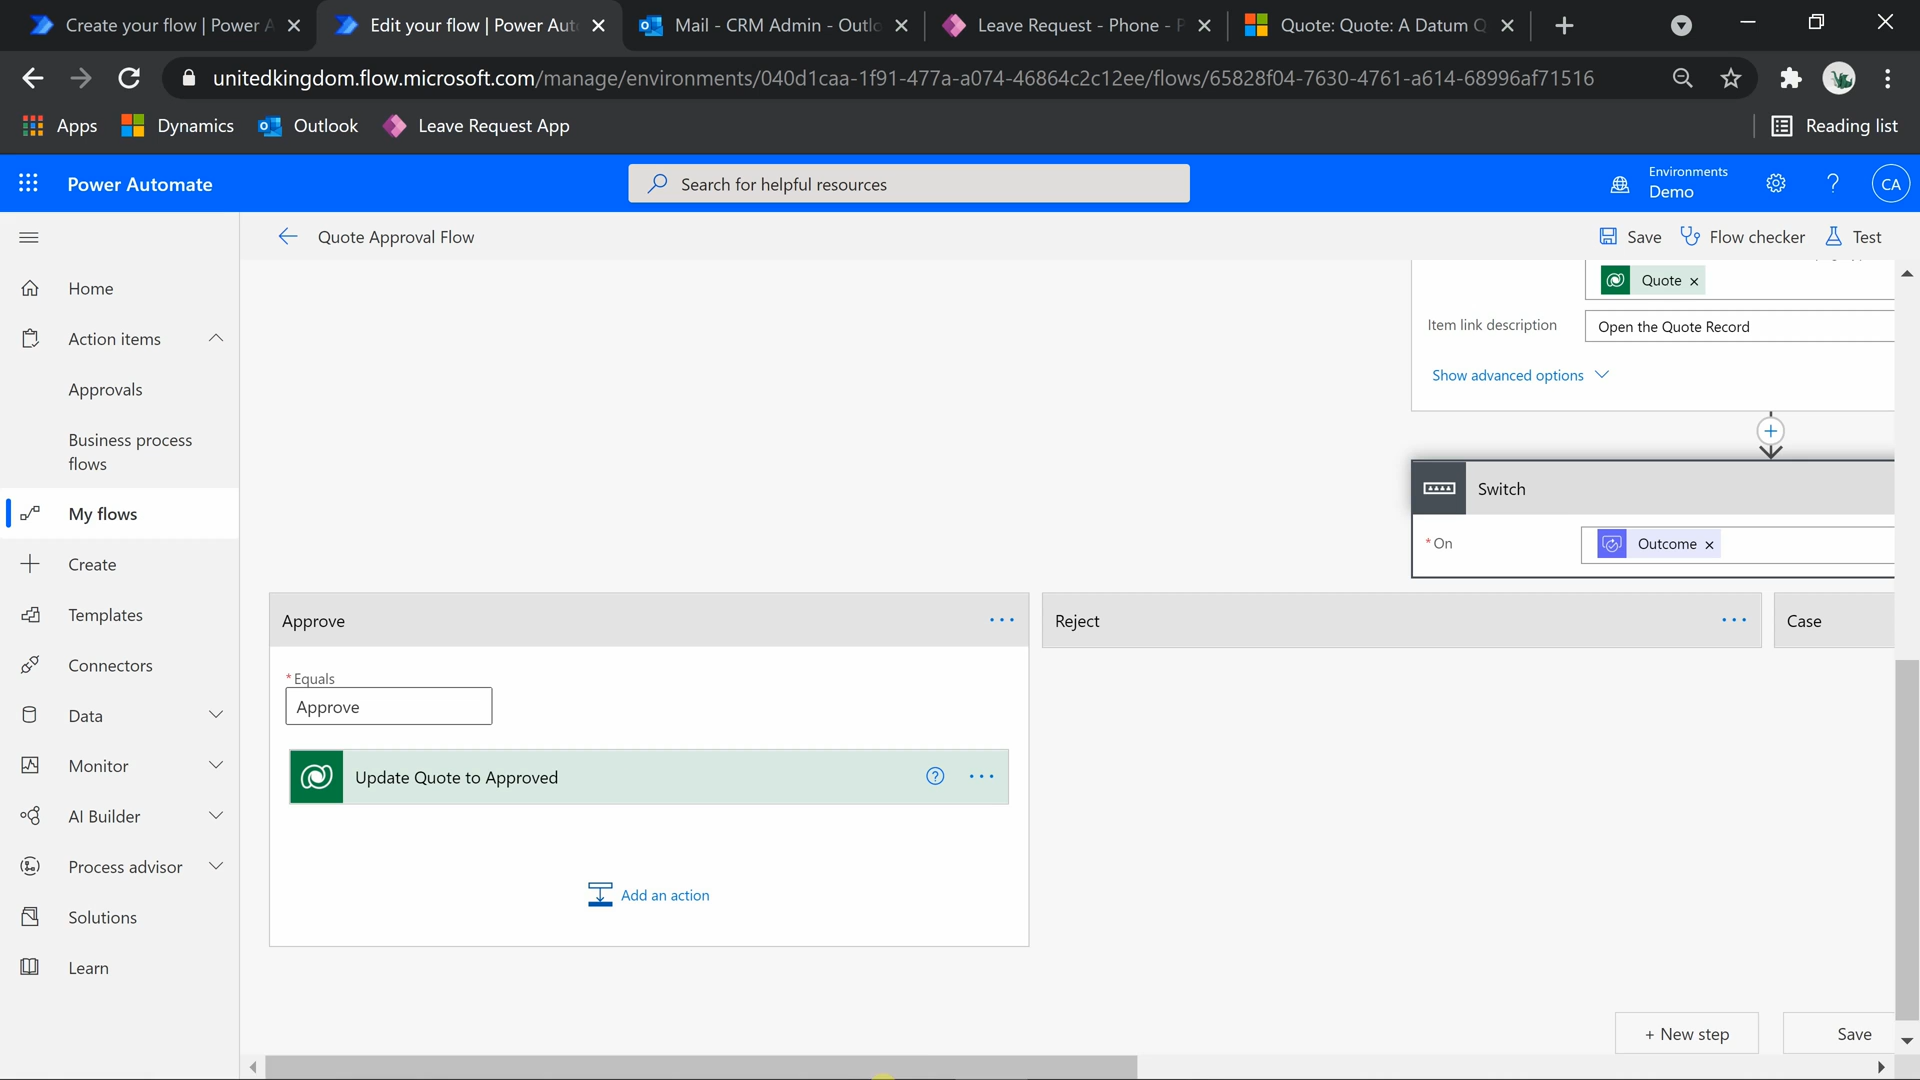 Create your flow | Power A
Edit your flow | Power Aut
Mail - CRM Admin - Outlo
Leave Request - Phone - P
Quote: Quote: A Datum Q
unitedkingdom.flow.microsoft.com/manage/environments/040d1caa-1f91-477a-a074-46864c2c12ee/flows/65828f04-7630-4761-a614-68996af71516
Apps
Dynamics
Outlook
Leave Request App
Reading list
Power Automate
Search for helpful resources
Environments
Demo
?
CA
Quote Approval Flow
Save
Flow checker
Test
Home
Action items
Approvals
Business process
flows
My flows
Create
Templates
Connectors
Data
Monitor
AI Builder
Process advisor
Solutions
Learn
Quote ×
Item link description
Open the Quote Record
Show advanced options
Switch
* On
Outcome ×
Approve
Reject
Case
* Equals
Approve
Update Quote to Approved
Add an action
+ New step
Save